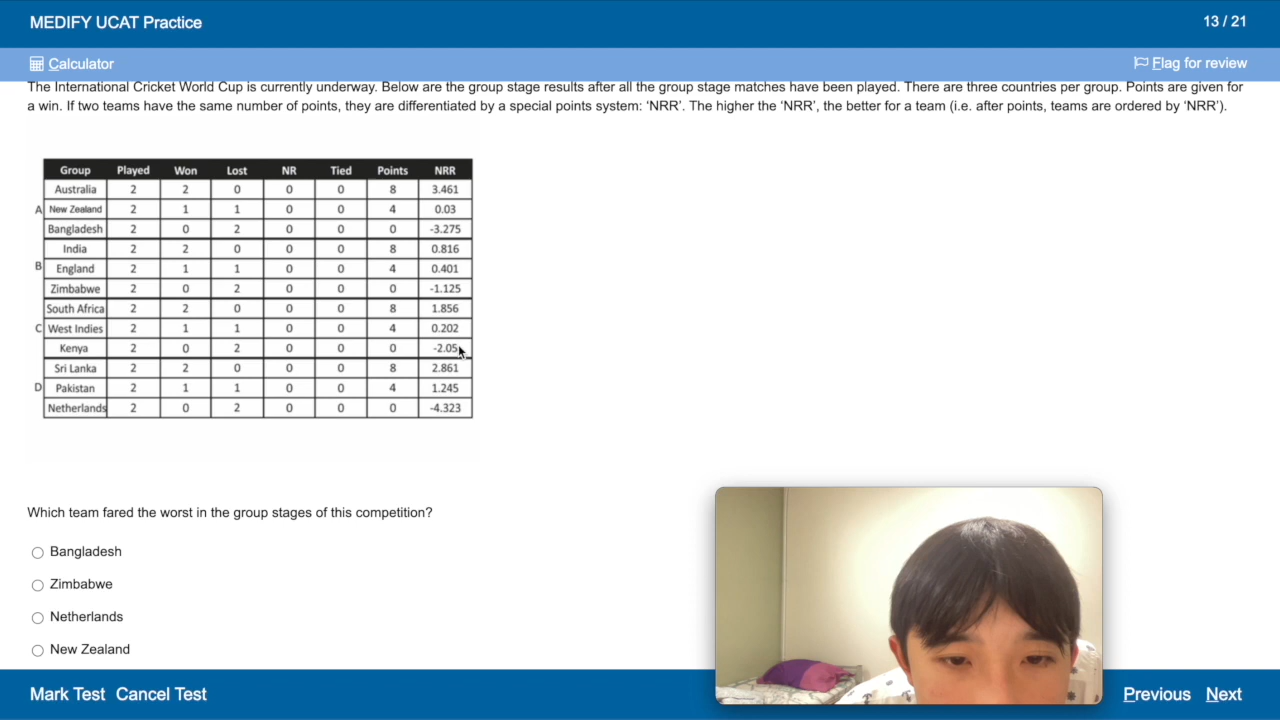 MEDIFY UCAT Practice
13 / 21
Calculator
Flag for review
The International Cricket World Cup is currently underway. Below are the group stage results after all the group stage matches have been played. There are three countries per group. Points are given for
a win. If two teams have the same number of points, they are differentiated by a special points system: ‘NRR’. The higher the ‘NRR’, the better for a team (i.e. after points, teams are ordered by ‘NRR’).
Group Played Won Lost NR Tied Points NRR
Australia 2 2 0 0 0 8 3.461
A New Zealand 2 1 1 0 0 4 0.03
Bangladesh 2 0 2 0 0 0 -3.275
India 2 2 0 0 0 8 0.816
B England 2 1 1 0 0 4 0.401
Zimbabwe 2 0 2 0 0 0 -1.125
South Africa 2 2 0 0 0 8 1.856
C West Indies 2 1 1 0 0 4 0.202
Kenya 2 0 2 0 0 0 -2.05
Sri Lanka 2 2 0 0 0 8 2.861
D Pakistan 2 1 1 0 0 4 1.245
Netherlands 2 0 2 0 0 0 -4.323
Which team fared the worst in the group stages of this competition?
Bangladesh
Zimbabwe
Netherlands
New Zealand
Mark Test Cancel Test
Previous Next